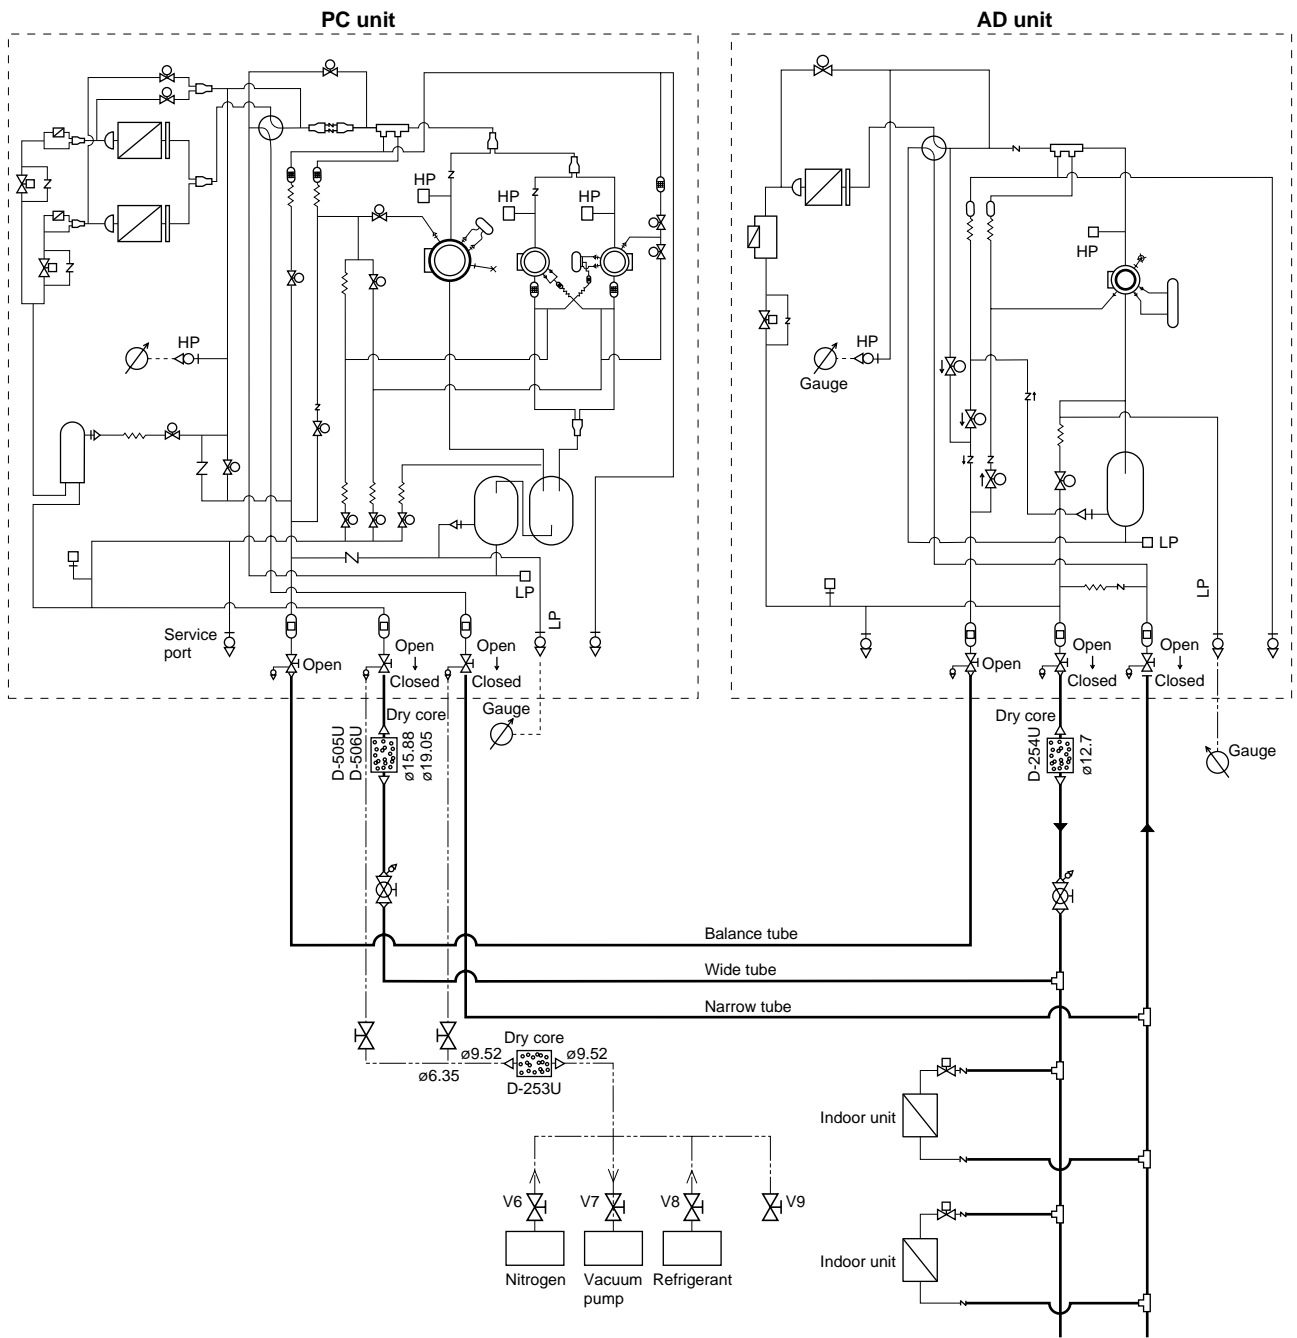 PC unit
AD unit
HP
HP
HP
HP
HP
HP
Gauge
LP
LP
LP
LP
Service
port
Open
Open
Closed
Open
Closed
Open
Open
Closed
Open
Closed
Gauge
Dry core
D-505U
D-506U
ø15.88
ø19.05
Dry core
D-254U
ø12.7
Gauge
Balance tube
Wide tube
Narrow tube
Dry core
ø9.52
ø9.52
ø6.35
D-253U
Indoor unit
V6
V7
V8
V9
Indoor unit
Nitrogen
Vacuum
pump
Refrigerant